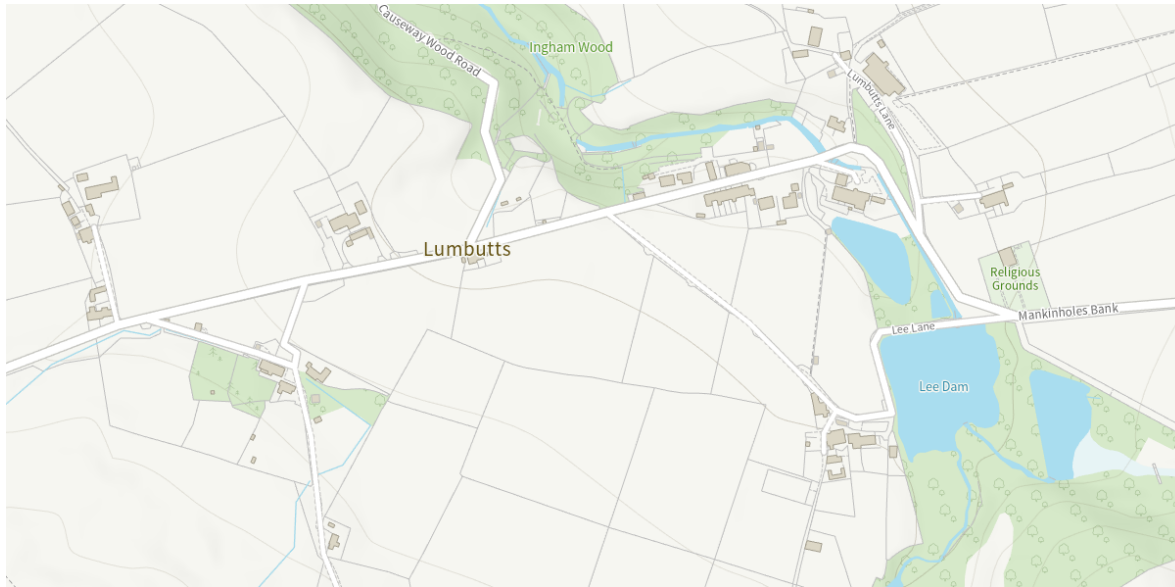 Causeway Wood Road
Ingham Wood
Lumbutts Lane
Lumbutts
Religious
Grounds
Mankinholes Bank
Lee Lane
Lee Dam